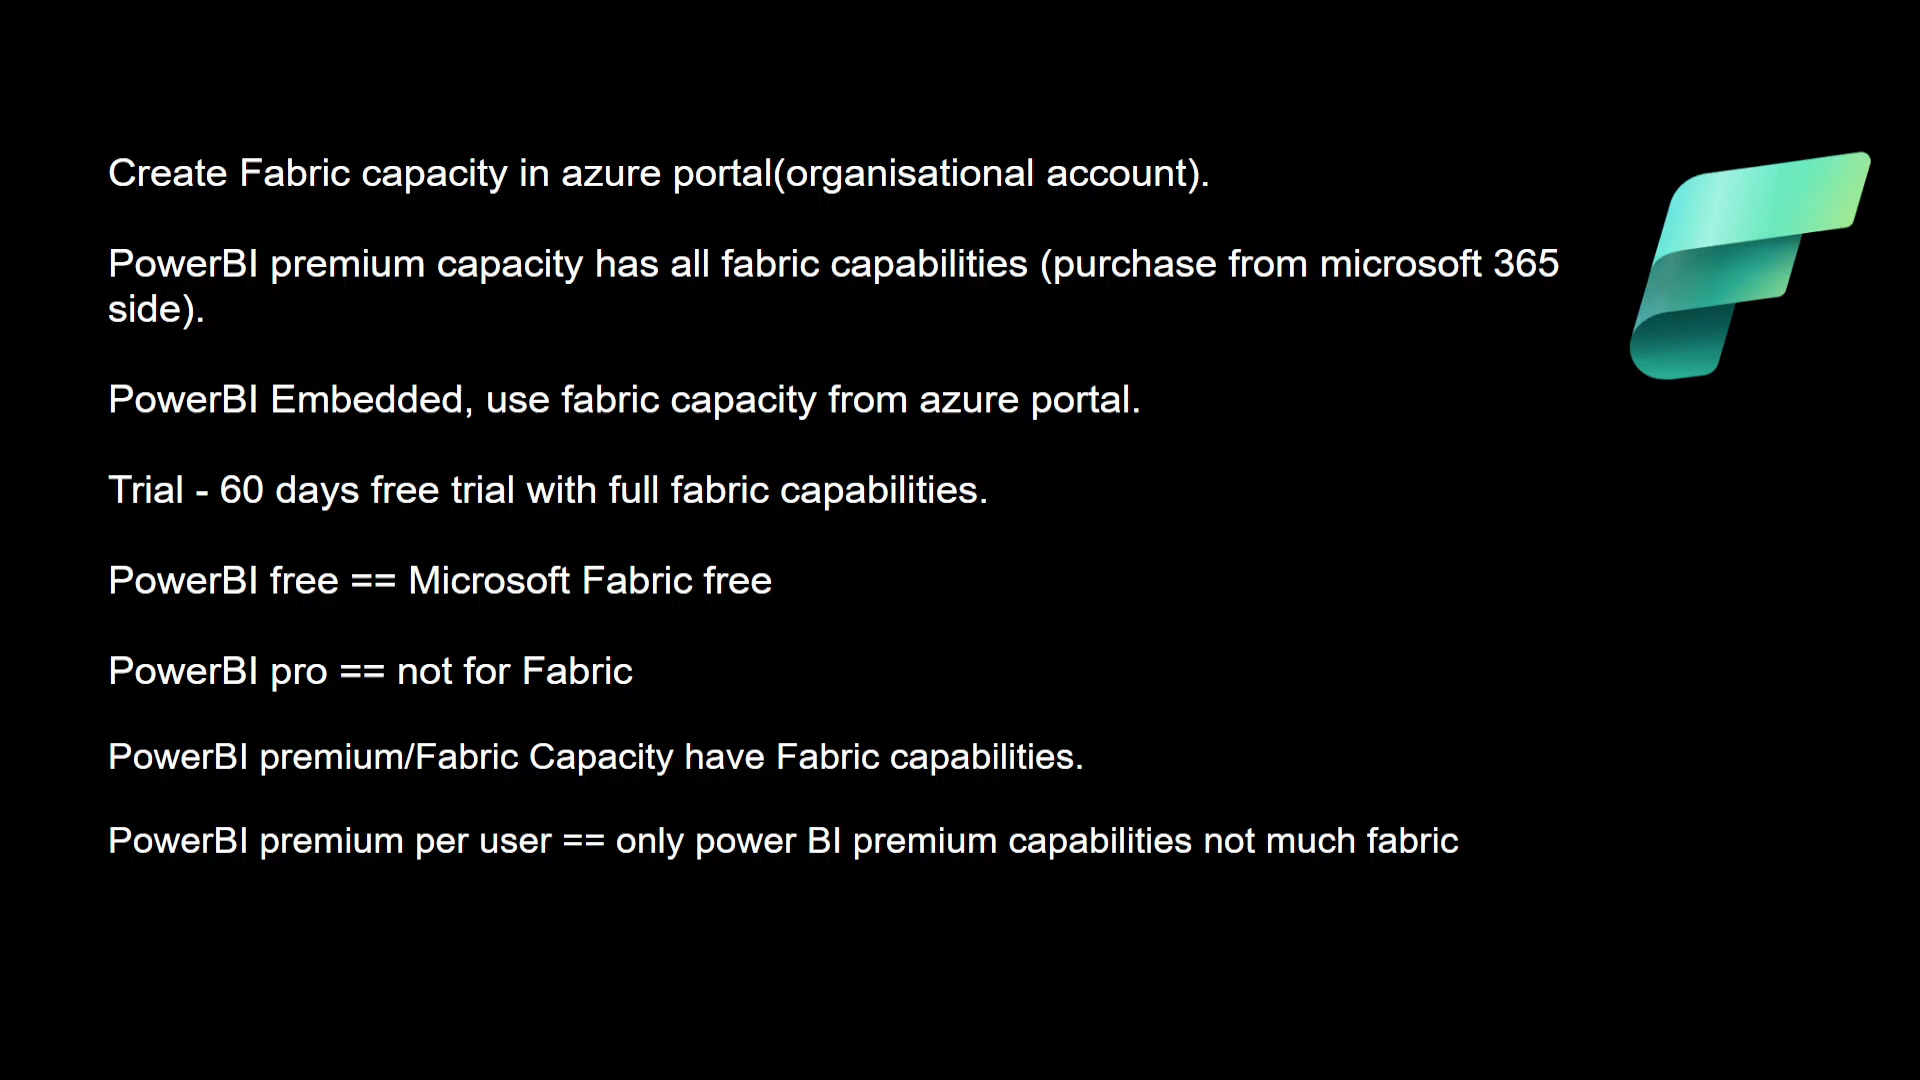 Create Fabric capacity in azure portal(organisational account).
PowerBI premium capacity has all fabric capabilities (purchase from microsoft 365
side).
PowerBI Embedded, use fabric capacity from azure portal.
Trial - 60 days free trial with full fabric capabilities.
PowerBI free == Microsoft Fabric free
PowerBI pro == not for Fabric
PowerBI premium/Fabric Capacity have Fabric capabilities.
PowerBI premium per user == only power BI premium capabilities not much fabric